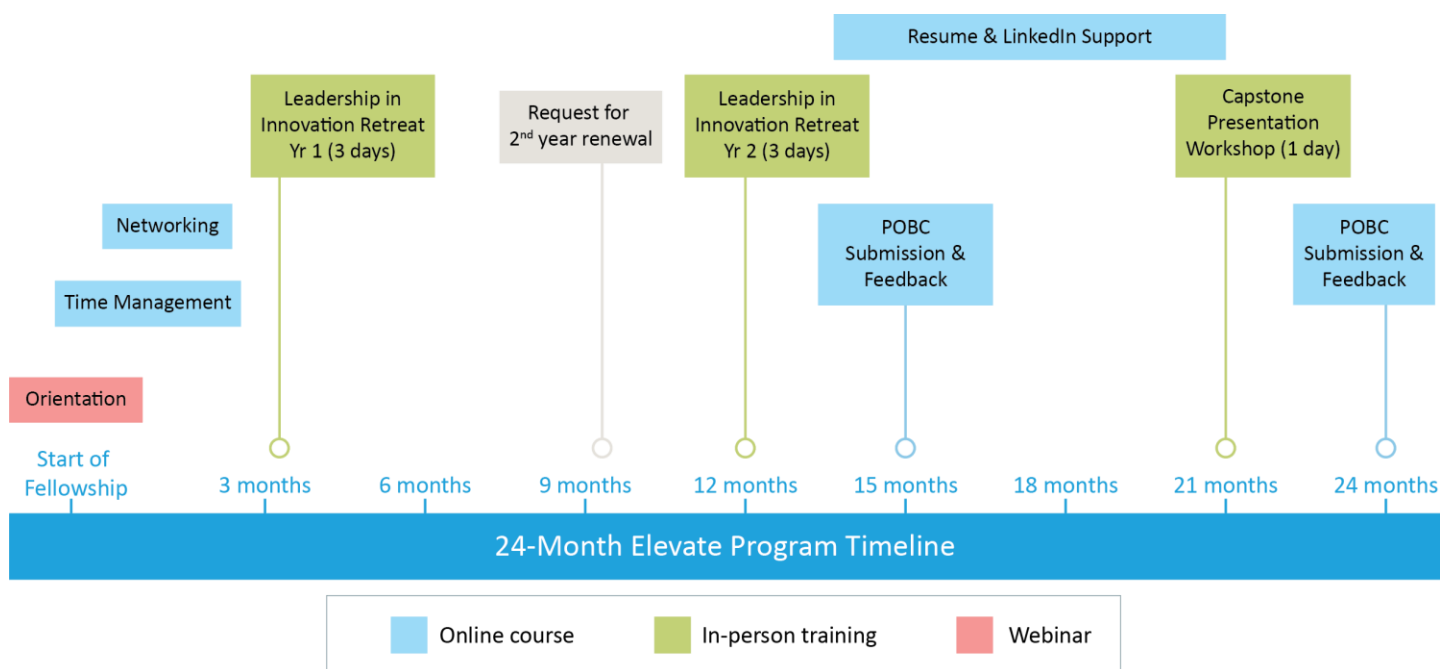 Resume & LinkedIn Support
Leadership in
Innovation Retreat
Yr 1 (3 days)
Request for
2nd year renewal
Leadership in
Innovation Retreat
Yr 2 (3 days)
Capstone
Presentation
Workshop (1 day)
Networking
Time Management
POBC
Submission &
Feedback
POBC
Submission &
Feedback
Orientation
Start of
Fellowship
3 months
6 months
9 months
12 months
15 months
18 months
21 months
24 months
24-Month Elevate Program Timeline
Online course
In-person training
Webinar